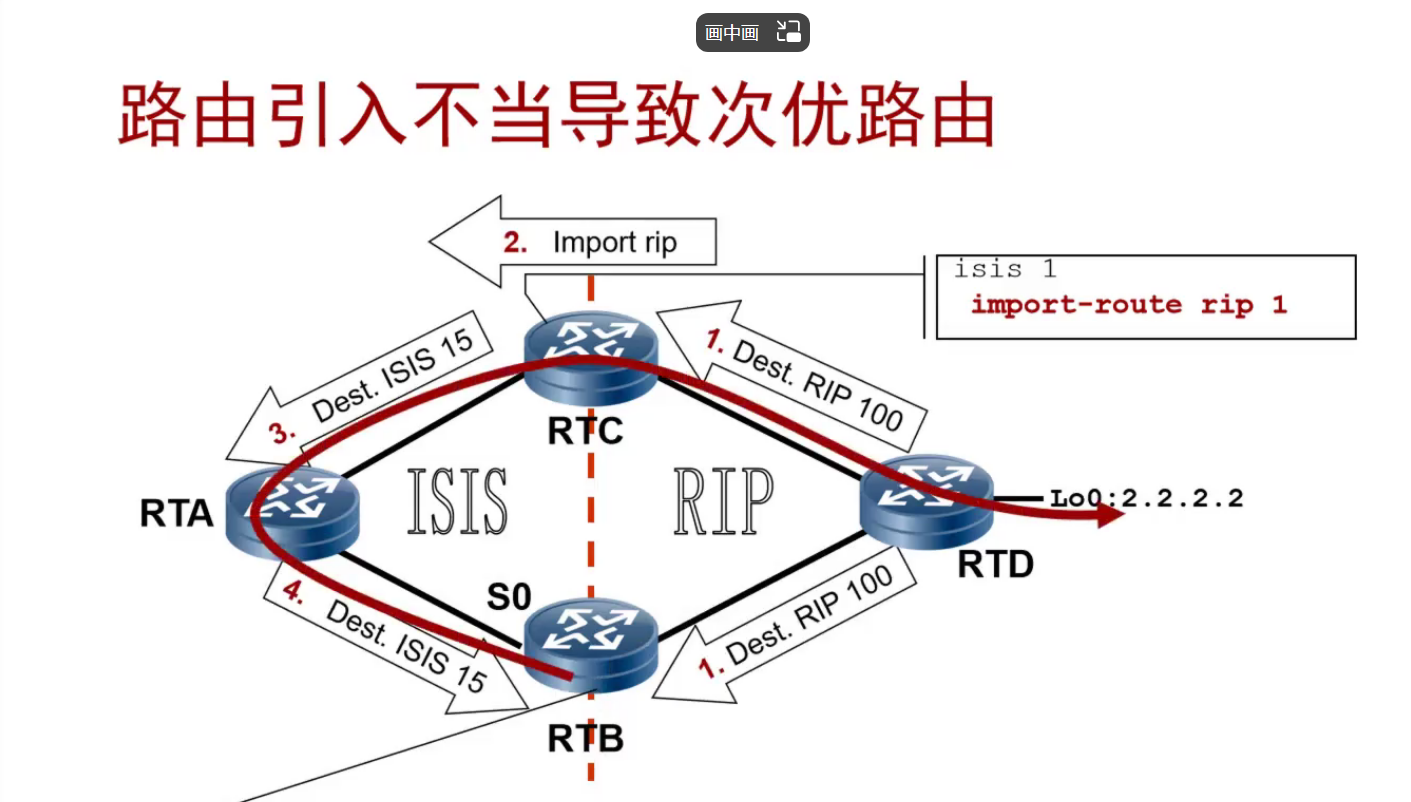 画中画
路由引入不当导致次优路由
2. Import rip
isis 1
import-route rip 1
3. Dest. ISIS 15
1. Dest. RIP 100
RTC
ISIS
RIP
RTA
Lo0:2.2.2.2
RTD
S0
4. Dest. ISIS 15
1. Dest. RIP 100
RTB